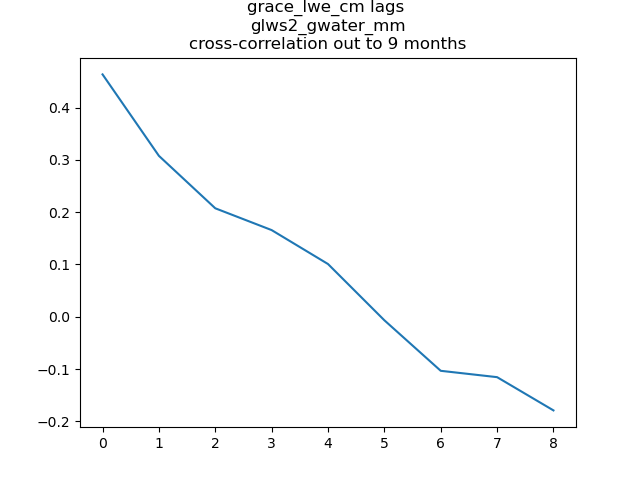 grace_lwe_cm lags
glws2_gwater_mm
cross-correlation out to 9 months
0.4
0.3
0.2
0.1
0.0
−0.1
−0.2
0 1 2 3 4 5 6 7 8